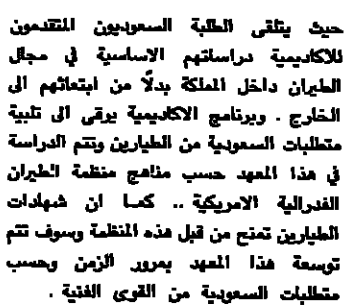 حيث يتلقى الطلبة السعوديون المتقدمون
للاكاديمية دراساتهم الاساسية في مجال
الطيران داخل المملكة بدلًا من ابتعاثهم الى
الخارج . وبرنامج الاكاديمية يرقى الى تلبية
متطلبات السعودية من الطيارين وتتم الدراسة
في هذا المعهد حسب مناهج منظمة الطيران
الفدرالية الامريكية .. كما ان شهادات
الطيارين تمنح من قبل هذه المنظمة وسوف تتم
توسعة هذا المعهد بمرور الزمن وحسب
متطلبات السعودية من القوى الفنية .